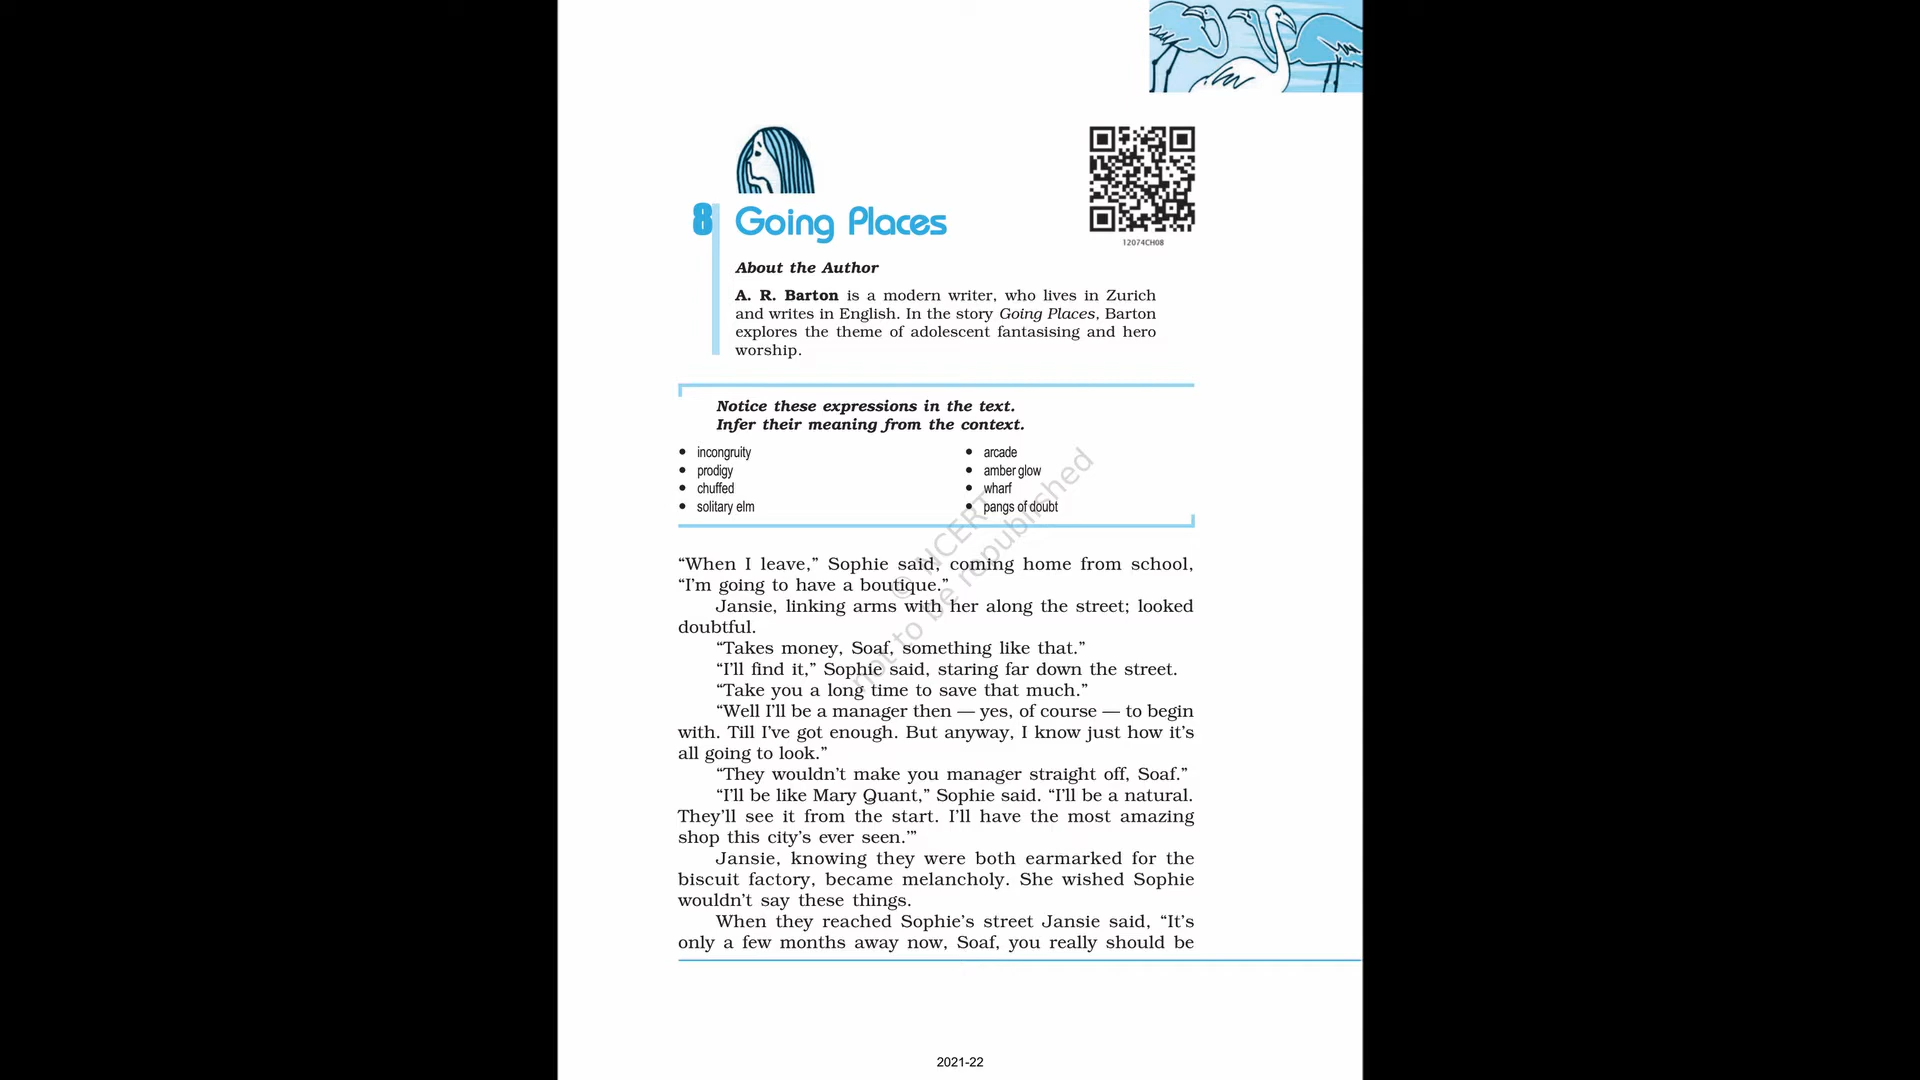 12074CH08
8 Going Places
About the Author
A. R. Barton is a modern writer, who lives in Zurich
and writes in English. In the story Going Places, Barton
explores the theme of adolescent fantasising and hero
worship.
Notice these expressions in the text.
Infer their meaning from the context.
• incongruity
• prodigy
• chuffed
• solitary elm
• arcade
• amber glow
• wharf
• pangs of doubt
“When I leave,” Sophie said, coming home from school,
“I’m going to have a boutique.”
Jansie, linking arms with her along the street; looked
doubtful.
“Takes money, Soaf, something like that.”
“I’ll find it,” Sophie said, staring far down the street.
“Take you a long time to save that much.”
“Well I’ll be a manager then — yes, of course — to begin
with. Till I’ve got enough. But anyway, I know just how it’s
all going to look.”
“They wouldn’t make you manager straight off, Soaf.”
“I’ll be like Mary Quant,” Sophie said. “I’ll be a natural.
They’ll see it from the start. I’ll have the most amazing
shop this city’s ever seen.’”
Jansie, knowing they were both earmarked for the
biscuit factory, became melancholy. She wished Sophie
wouldn’t say these things.
When they reached Sophie’s street Jansie said, “It’s
only a few months away now, Soaf, you really should be
© NCERT
not to be republished
2021-22